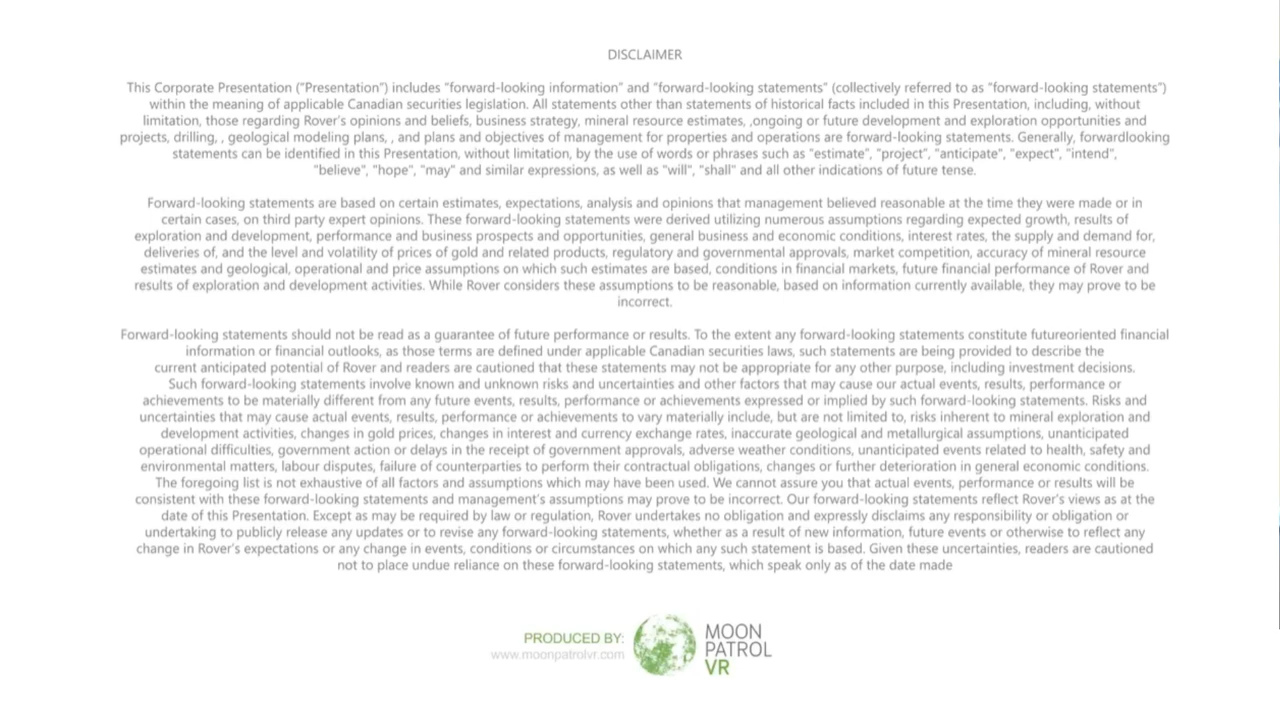 DISCLAIMER
This Corporate Presentation ("Presentation") includes "forward-looking information" and "forward-looking statements" (collectively referred to as "forward-looking statements")
within the meaning of applicable Canadian securities legislation. All statements other than statements of historical facts included in this Presentation, including, without
limitation, those regarding Rover's opinions and beliefs, business strategy, mineral resource estimates, ,ongoing or future development and exploration opportunities and
projects, drilling, , geological modeling plans, , and plans and objectives of management for properties and operations are forward-looking statements. Generally, forwardlooking
statements can be identified in this Presentation, without limitation, by the use of words or phrases such as "estimate", "project", "anticipate", "expect", "intend",
"believe", "hope", "may" and similar expressions, as well as "will", "shall" and all other indications of future tense.
Forward-looking statements are based on certain estimates, expectations, analysis and opinions that management believed reasonable at the time they were made or in
certain cases, on third party expert opinions. These forward-looking statements were derived utilizing numerous assumptions regarding expected growth, results of
exploration and development, performance and business prospects and opportunities, general business and economic conditions, interest rates, the supply and demand for,
deliveries of, and the level and volatility of prices of gold and related products, regulatory and governmental approvals, market competition, accuracy of mineral resource
estimates and geological, operational and price assumptions on which such estimates are based, conditions in financial markets, future financial performance of Rover and
results of exploration and development activities. While Rover considers these assumptions to be reasonable, based on information currently available, they may prove to be
incorrect.
Forward-looking statements should not be read as a guarantee of future performance or results. To the extent any forward-looking statements constitute futureoriented financial
information or financial outlooks, as those terms are defined under applicable Canadian securities laws, such statements are being provided to describe the
current anticipated potential of Rover and readers are cautioned that these statements may not be appropriate for any other purpose, including investment decisions.
Such forward-looking statements involve known and unknown risks and uncertainties and other factors that may cause our actual events, results, performance or
achievements to be materially different from any future events, results, performance or achievements expressed or implied by such forward-looking statements. Risks and
uncertainties that may cause actual events, results, performance or achievements to vary materially include, but are not limited to, risks inherent to mineral exploration and
development activities, changes in gold prices, changes in interest and currency exchange rates, inaccurate geological and metallurgical assumptions, unanticipated
operational difficulties, government action or delays in the receipt of government approvals, adverse weather conditions, unanticipated events related to health, safety and
environmental matters, labour disputes, failure of counterparties to perform their contractual obligations, changes or further deterioration in general economic conditions.
The foregoing list is not exhaustive of all factors and assumptions which may have been used. We cannot assure you that actual events, performance or results will be
consistent with these forward-looking statements and management's assumptions may prove to be incorrect. Our forward-looking statements reflect Rover's views as at the
date of this Presentation. Except as may be required by law or regulation, Rover undertakes no obligation and expressly disclaims any responsibility or obligation or
undertaking to publicly release any updates or to revise any forward-looking statements, whether as a result of new information, future events or otherwise to reflect any
change in Rover's expectations or any change in events, conditions or circumstances on which any such statement is based. Given these uncertainties, readers are cautioned
not to place undue reliance on these forward-looking statements, which speak only as of the date made
PRODUCED BY:
www.moonpatrolvr.com
MOON
PATROL
VR